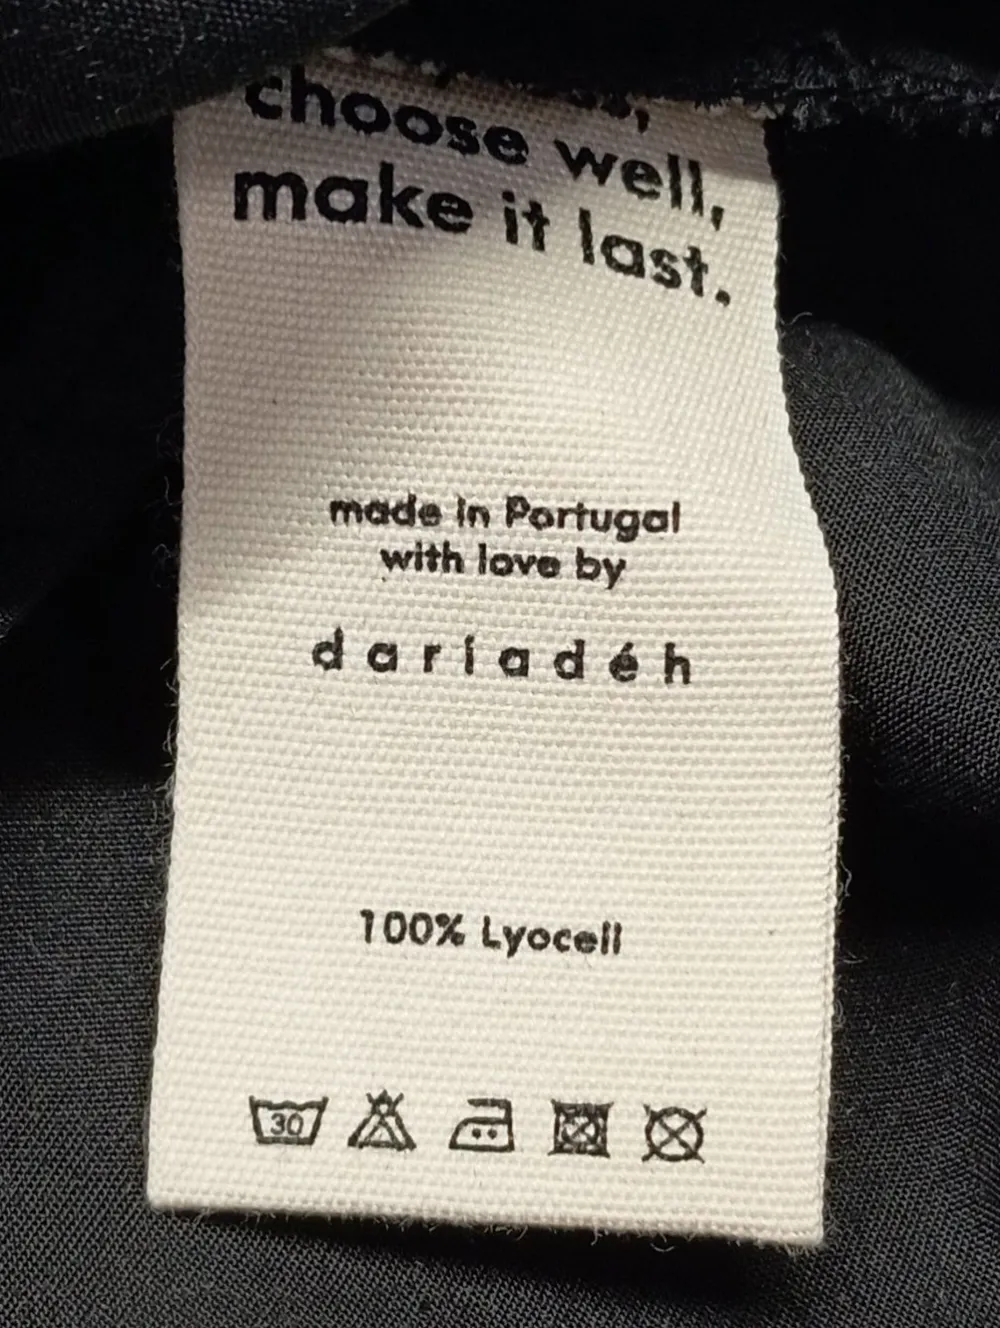 choose well,
make it last.
made in Portugal
with love by
dariadéh
100% Lyocell
30